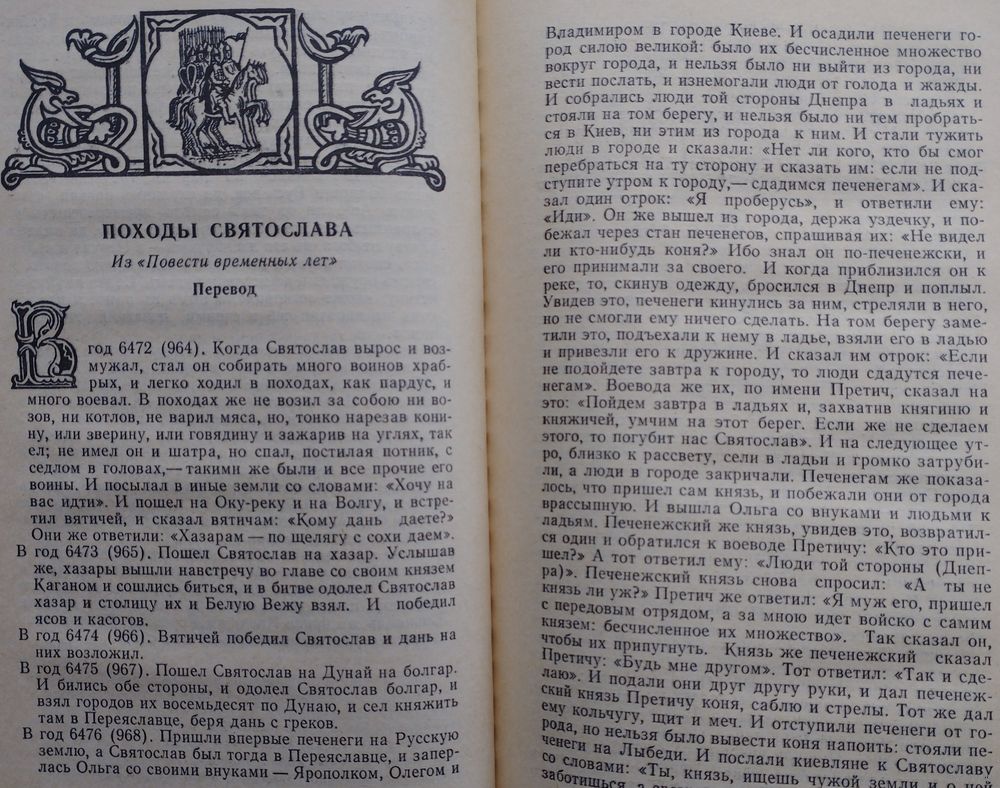 ПОХОДЫ СВЯТОСЛАВА
Из «Повести временных лет»
Перевод
В год 6472 (964). Когда Святослав вырос и воз-
мужал, стал он собирать много воинов храб-
рых, и легко ходил в походах, как пардус, и
много воевал. В походах же не возил за собою ни во-
зов, ни котлов, не варил мяса, но, тонко нарезав кони-
ну, или зверину, или говядину и зажарив на углях, так
ел; не имел он и шатра, но спал, постилая потник, с
седлом в головах,— такими же были и все прочие его
воины. И посылал в иные земли со словами: «Хочу на
вас идти». И пошел на Оку-реку и на Волгу, и встре-
тил вятичей, и сказал вятичам: «Кому дань даете?»
Они же ответили: «Хазарам — по щелягу с сохи даем».
В год 6473 (965). Пошел Святослав на хазар. Услышав
же, хазары вышли навстречу во главе со своим князем
Каганом и сошлись биться, и в битве одолел Святослав
хазар и столицу их и Белую Вежу взял. И победил
ясов и касогов.
В год 6474 (966). Вятичей победил Святослав и дань на
них возложил.
В год 6475 (967). Пошел Святослав на Дунай на болгар.
И бились обе стороны, и одолел Святослав болгар, и
взял городов их восемьдесят по Дунаю, и сел княжить
там в Переяславце, беря дань с греков.
В год 6476 (968). Пришли впервые печенеги на Русскую
землю, а Святослав был тогда в Переяславце, и запер-
лась Ольга со своими внуками — Ярополком, Олегом и
Владимиром в городе Киеве. И осадили печенеги го-
род силою великой: было их бесчисленное множество
вокруг города, и нельзя было ни выйти из города, ни
вести послать, и изнемогали люди от голода и жажды.
И собрались люди той стороны Днепра в ладьях и
стояли на том берегу, и нельзя было ни тем пробрать-
ся в Киев, ни этим из города к ним. И стали тужить
люди в городе и сказали: «Нет ли кого, кто бы смог
перебраться на ту сторону и сказать им: если не под-
ступите утром к городу,— сдадимся печенегам». И ска-
зал один отрок: «Я проберусь», и ответили ему:
«Иди». Он же вышел из города, держа уздечку, и по-
бежал через стан печенегов, спрашивая их: «Не видел
ли кто-нибудь коня?» Ибо знал он по-печенежски, и
его принимали за своего. И когда приблизился он к
реке, то, скинув одежду, бросился в Днепр и поплыл.
Увидев это, печенеги кинулись за ним, стреляли в него,
но не смогли ему ничего сделать. На том берегу заме-
тили это, подъехали к нему в ладье, взяли его в ладью
и привезли его к дружине. И сказал им отрок: «Если
не подойдете завтра к городу, то люди сдадутся пече-
негам». Воевода же их, по имени Претич, сказал на
это: «Пойдем завтра в ладьях и, захватив княгиню и
княжичей, умчим на этот берег. Если же не сделаем
этого, то погубит нас Святослав». И на следующее ут-
ро, близко к рассвету, сели в ладьи и громко затруби-
ли, а люди в городе закричали. Печенегам же показа-
лось, что пришел сам князь, и побежали они от города
врассыпную. И вышла Ольга со внуками и людьми к
ладьям. Печенежский же князь, увидев это, возвратил-
ся один и обратился к воеводе Претичу: «Кто это при-
шел?» А тот ответил ему: «Люди той стороны (Днеп-
ра)». Печенежский князь снова спросил: «А ты не
князь ли уж?» Претич же ответил: «Я муж его, пришел
с передовым отрядом, а за мною идет войско с самим
князем: бесчисленное их множество». Так сказал он,
чтобы их припугнуть. Князь же печенежский сказал
Претичу: «Будь мне другом». Тот ответил: «Так и сде-
лаю». И подали они друг другу руки, и дал печенеж-
ский князь Претичу коня, саблю и стрелы. Тот же дал
ему кольчугу, щит и меч. И отступили печенеги от го-
рода, но нельзя было вывести коня напоить: стояли пе-
ченеги на Лыбеди. И послали киевляне к Святославу
со словами: «Ты, князь, ищешь чужой земли и о ней
заботишься, а